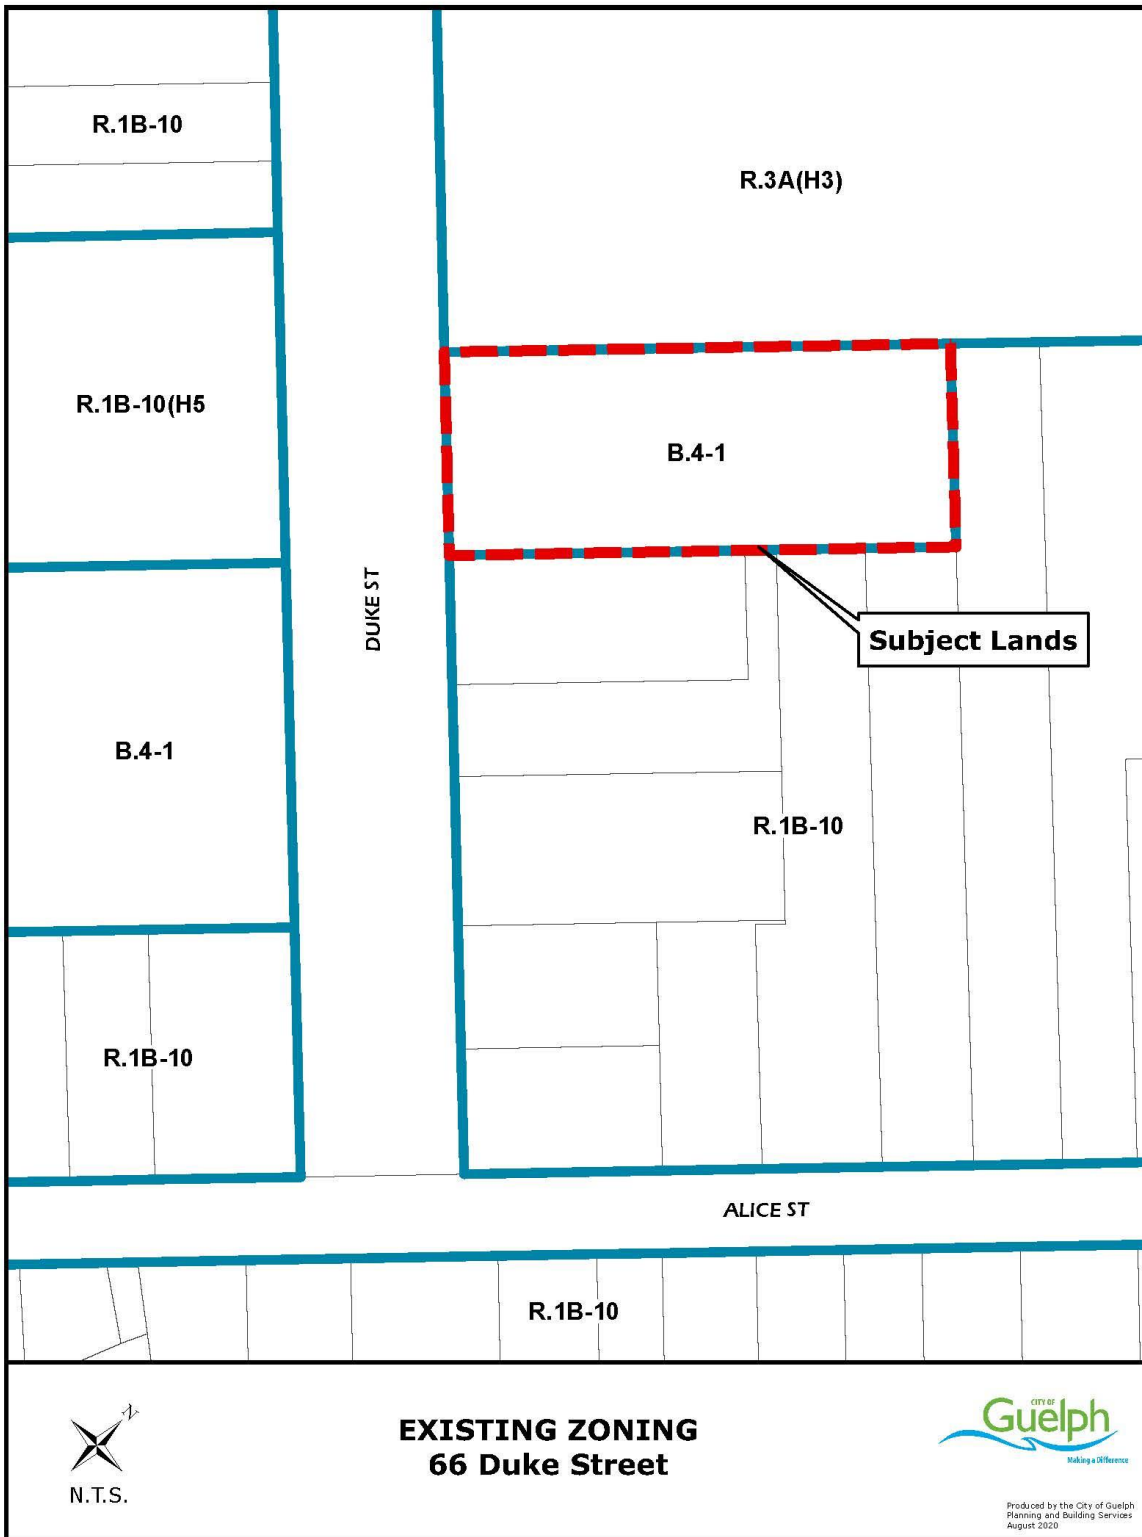 R.1B-10
R.3A(H3)
R.1B-10(H5
B.4-1
DUKE ST
Subject Lands
B.4-1
R.1B-10
R.1B-10
ALICE ST
R.1B-10
N
N.T.S.
EXISTING ZONING
66 Duke Street
CITY OF
Guelph
Making a Difference
Produced by the City of Guelph
Planning and Building Services
August 2020